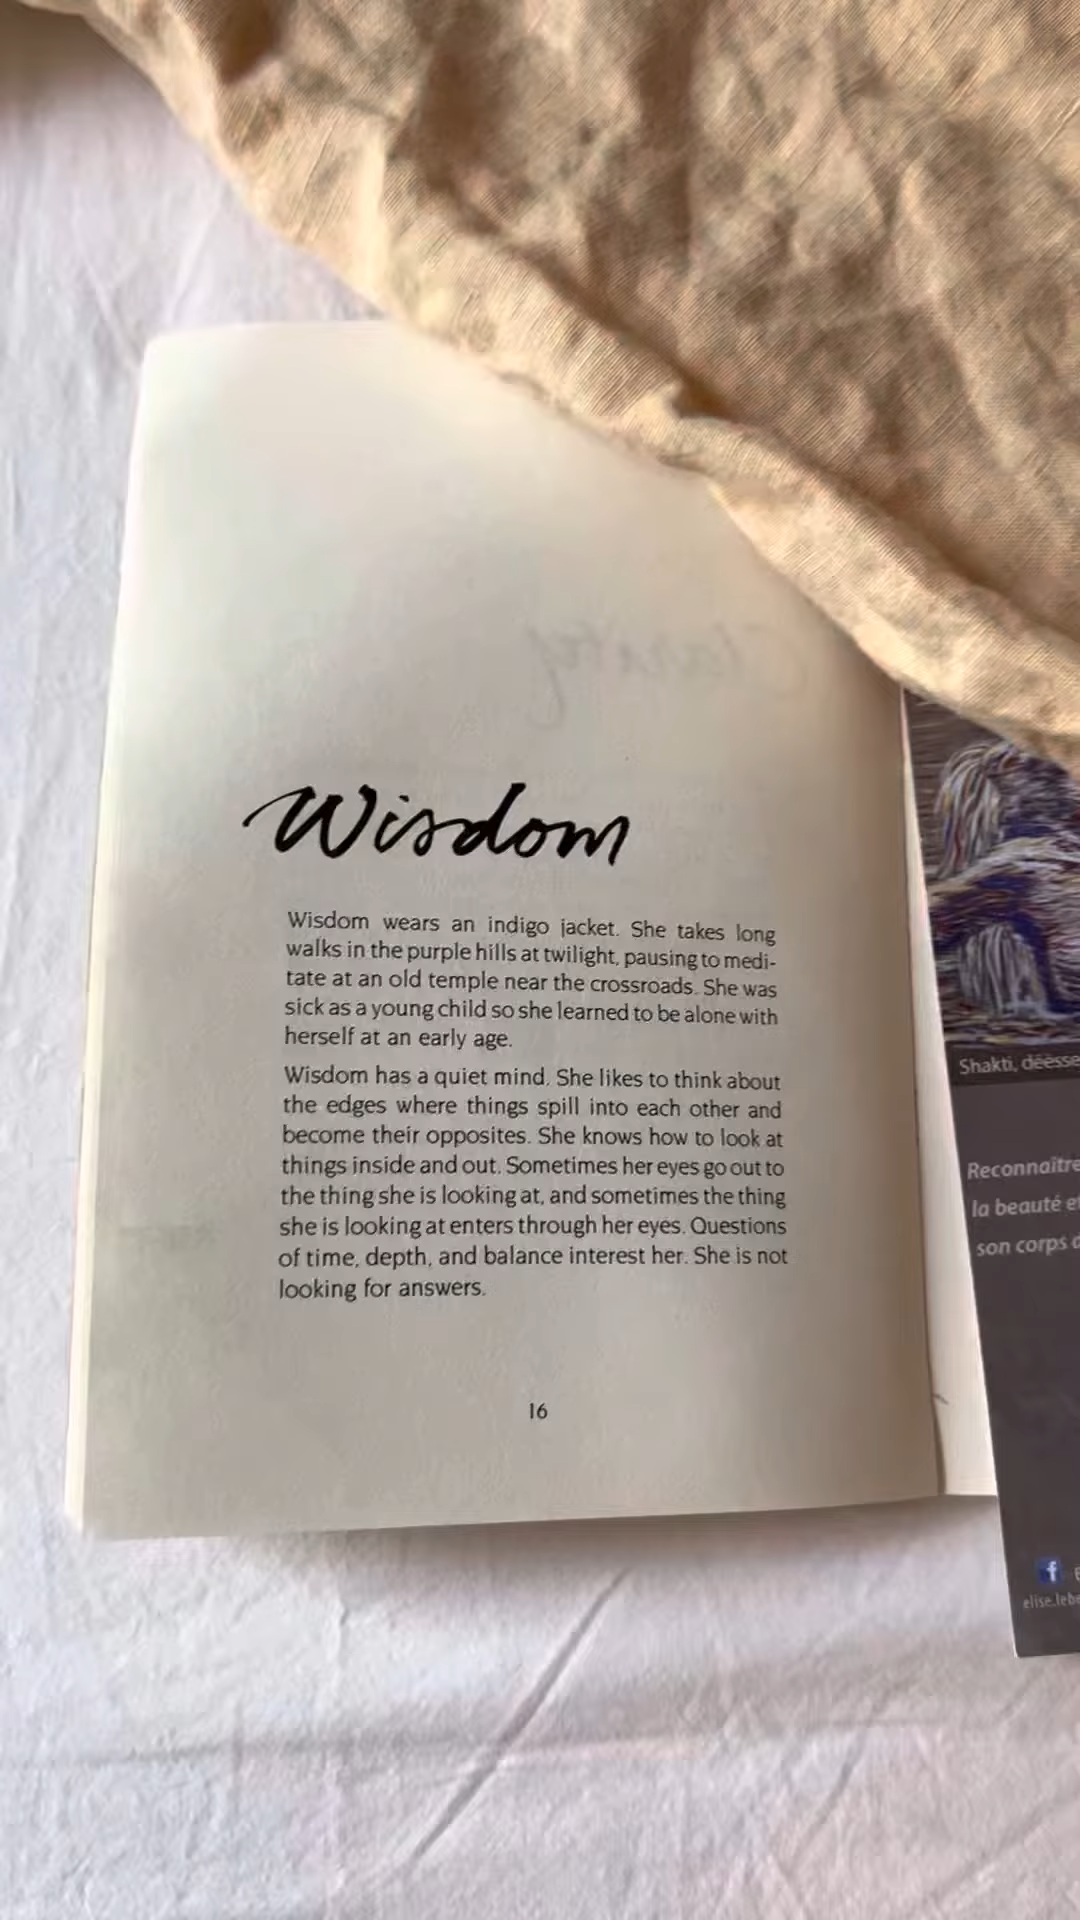 Wisdom
Wisdom wears an indigo jacket. She takes long
walks in the purple hills at twilight, pausing to medi-
tate at an old temple near the crossroads. She was
sick as a young child so she learned to be alone with
herself at an early age.
Wisdom has a quiet mind. She likes to think about
the edges where things spill into each other and
become their opposites. She knows how to look at
things inside and out. Sometimes her eyes go out to
the thing she is looking at, and sometimes the thing
she is looking at enters through her eyes. Questions
of time, depth, and balance interest her. She is not
looking for answers.
16
Shakti, déesse
Reconnaître
la beauté
son corps